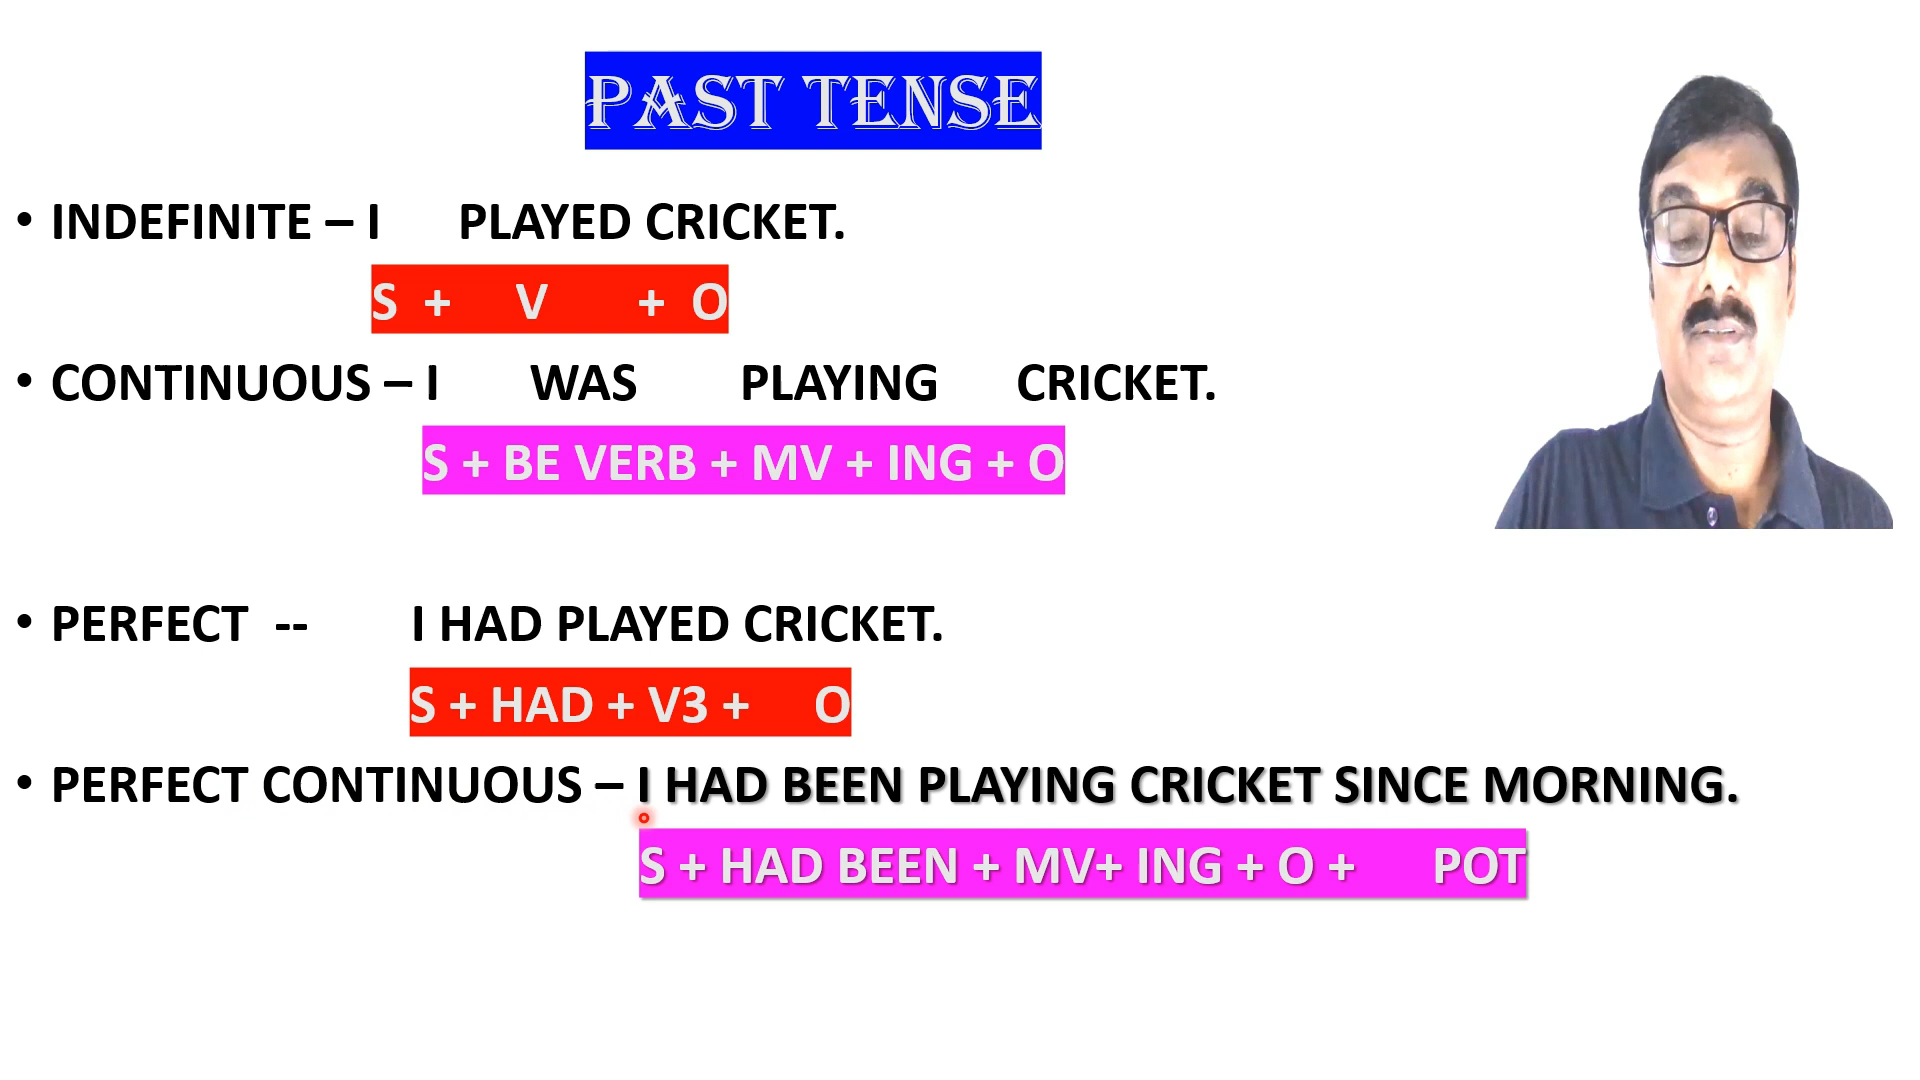 PAST TENSE
• INDEFINITE – I PLAYED CRICKET.
S + V + O
• CONTINUOUS – I WAS PLAYING CRICKET.
S + BE VERB + MV + ING + O
• PERFECT -- I HAD PLAYED CRICKET.
S + HAD + V3 + O
• PERFECT CONTINUOUS – I HAD BEEN PLAYING CRICKET SINCE MORNING.
S + HAD BEEN + MV+ ING + O + POT